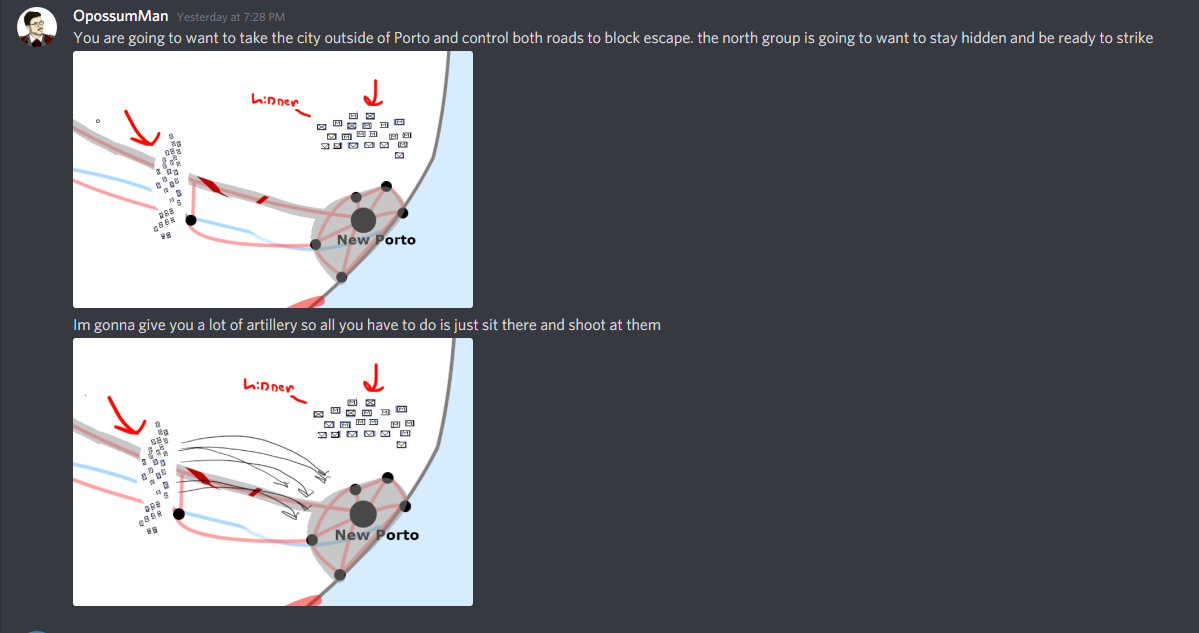 OpossumMan Yesterday at 7:28 PM
You are going to want to take the city outside of Porto and control both roads to block escape. the north group is going to want to stay hidden and be ready to strike
hiDDer
New Porto
Im gonna give you a lot of artillery so all you have to do is just sit there and shoot at them
hiDDer
New Porto